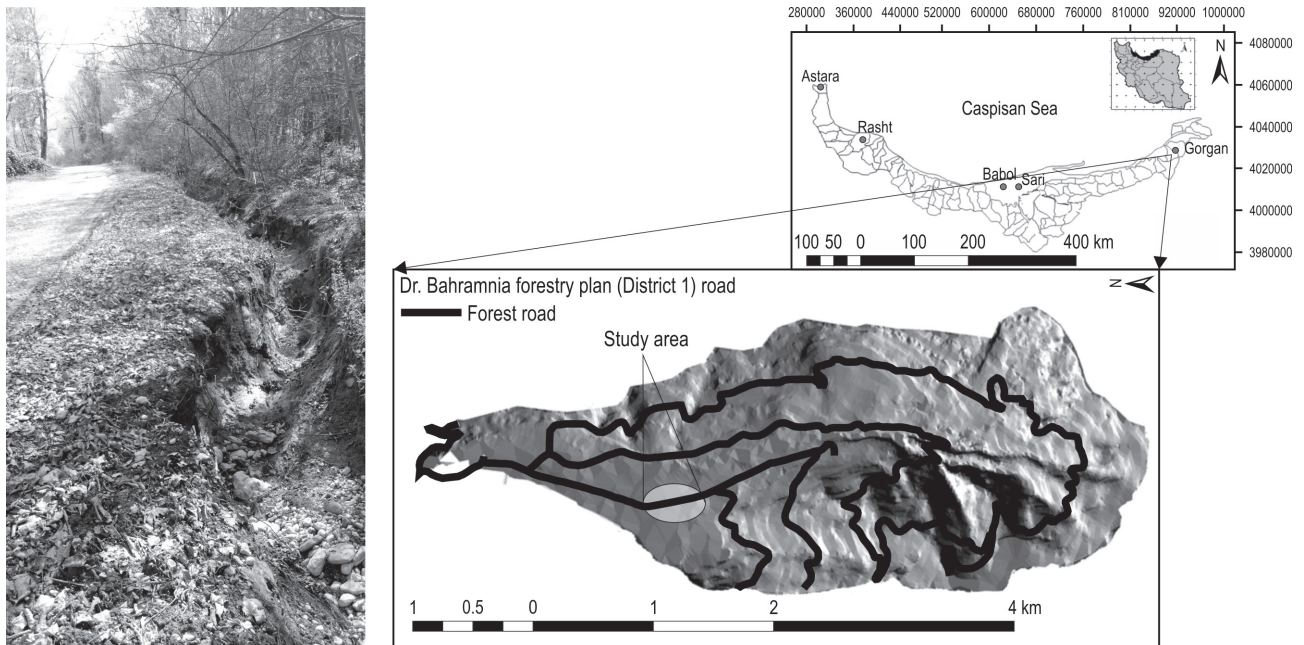 280000 360000 440000 520000 600000 680000 760000 810000 920000 1000000
N
4080000
4060000
4040000
4020000
4000000
3980000
Astara
Caspisan Sea
Rasht
Gorgan
Babol
Sari
100 50 0 100 200 400 km
Dr. Bahramnia forestry plan (District 1) road
N
Forest road
Study area
1 0.5 0 1 2 4 km